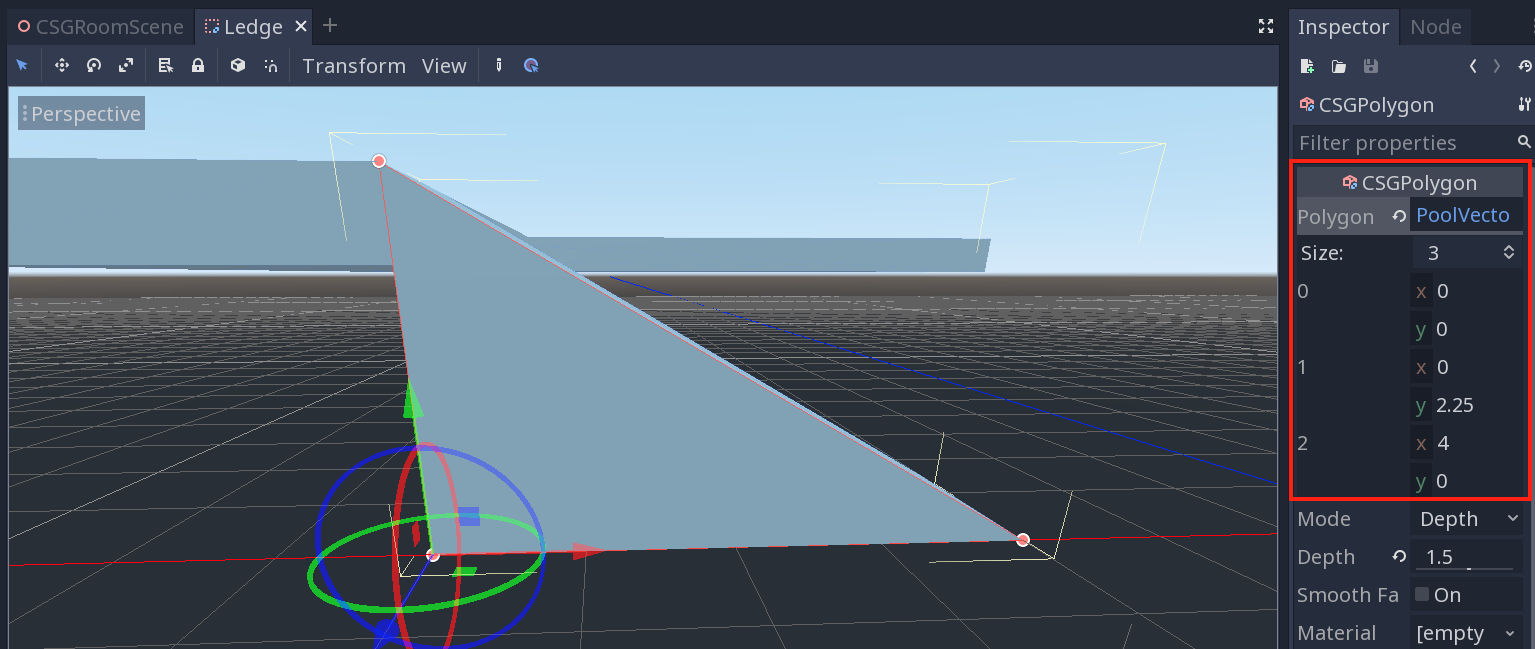 CSGRoomScene Ledge
Transform View
Perspective
Inspector Node
CSGPolygon
Filter properties
CSGPolygon
Polygon PoolVecto
Size: 3
0 x 0
y 0
1 x 0
y 2.25
2 x 4
y 0
Mode Depth
Depth 1.5
Smooth Fa On
Material [empty